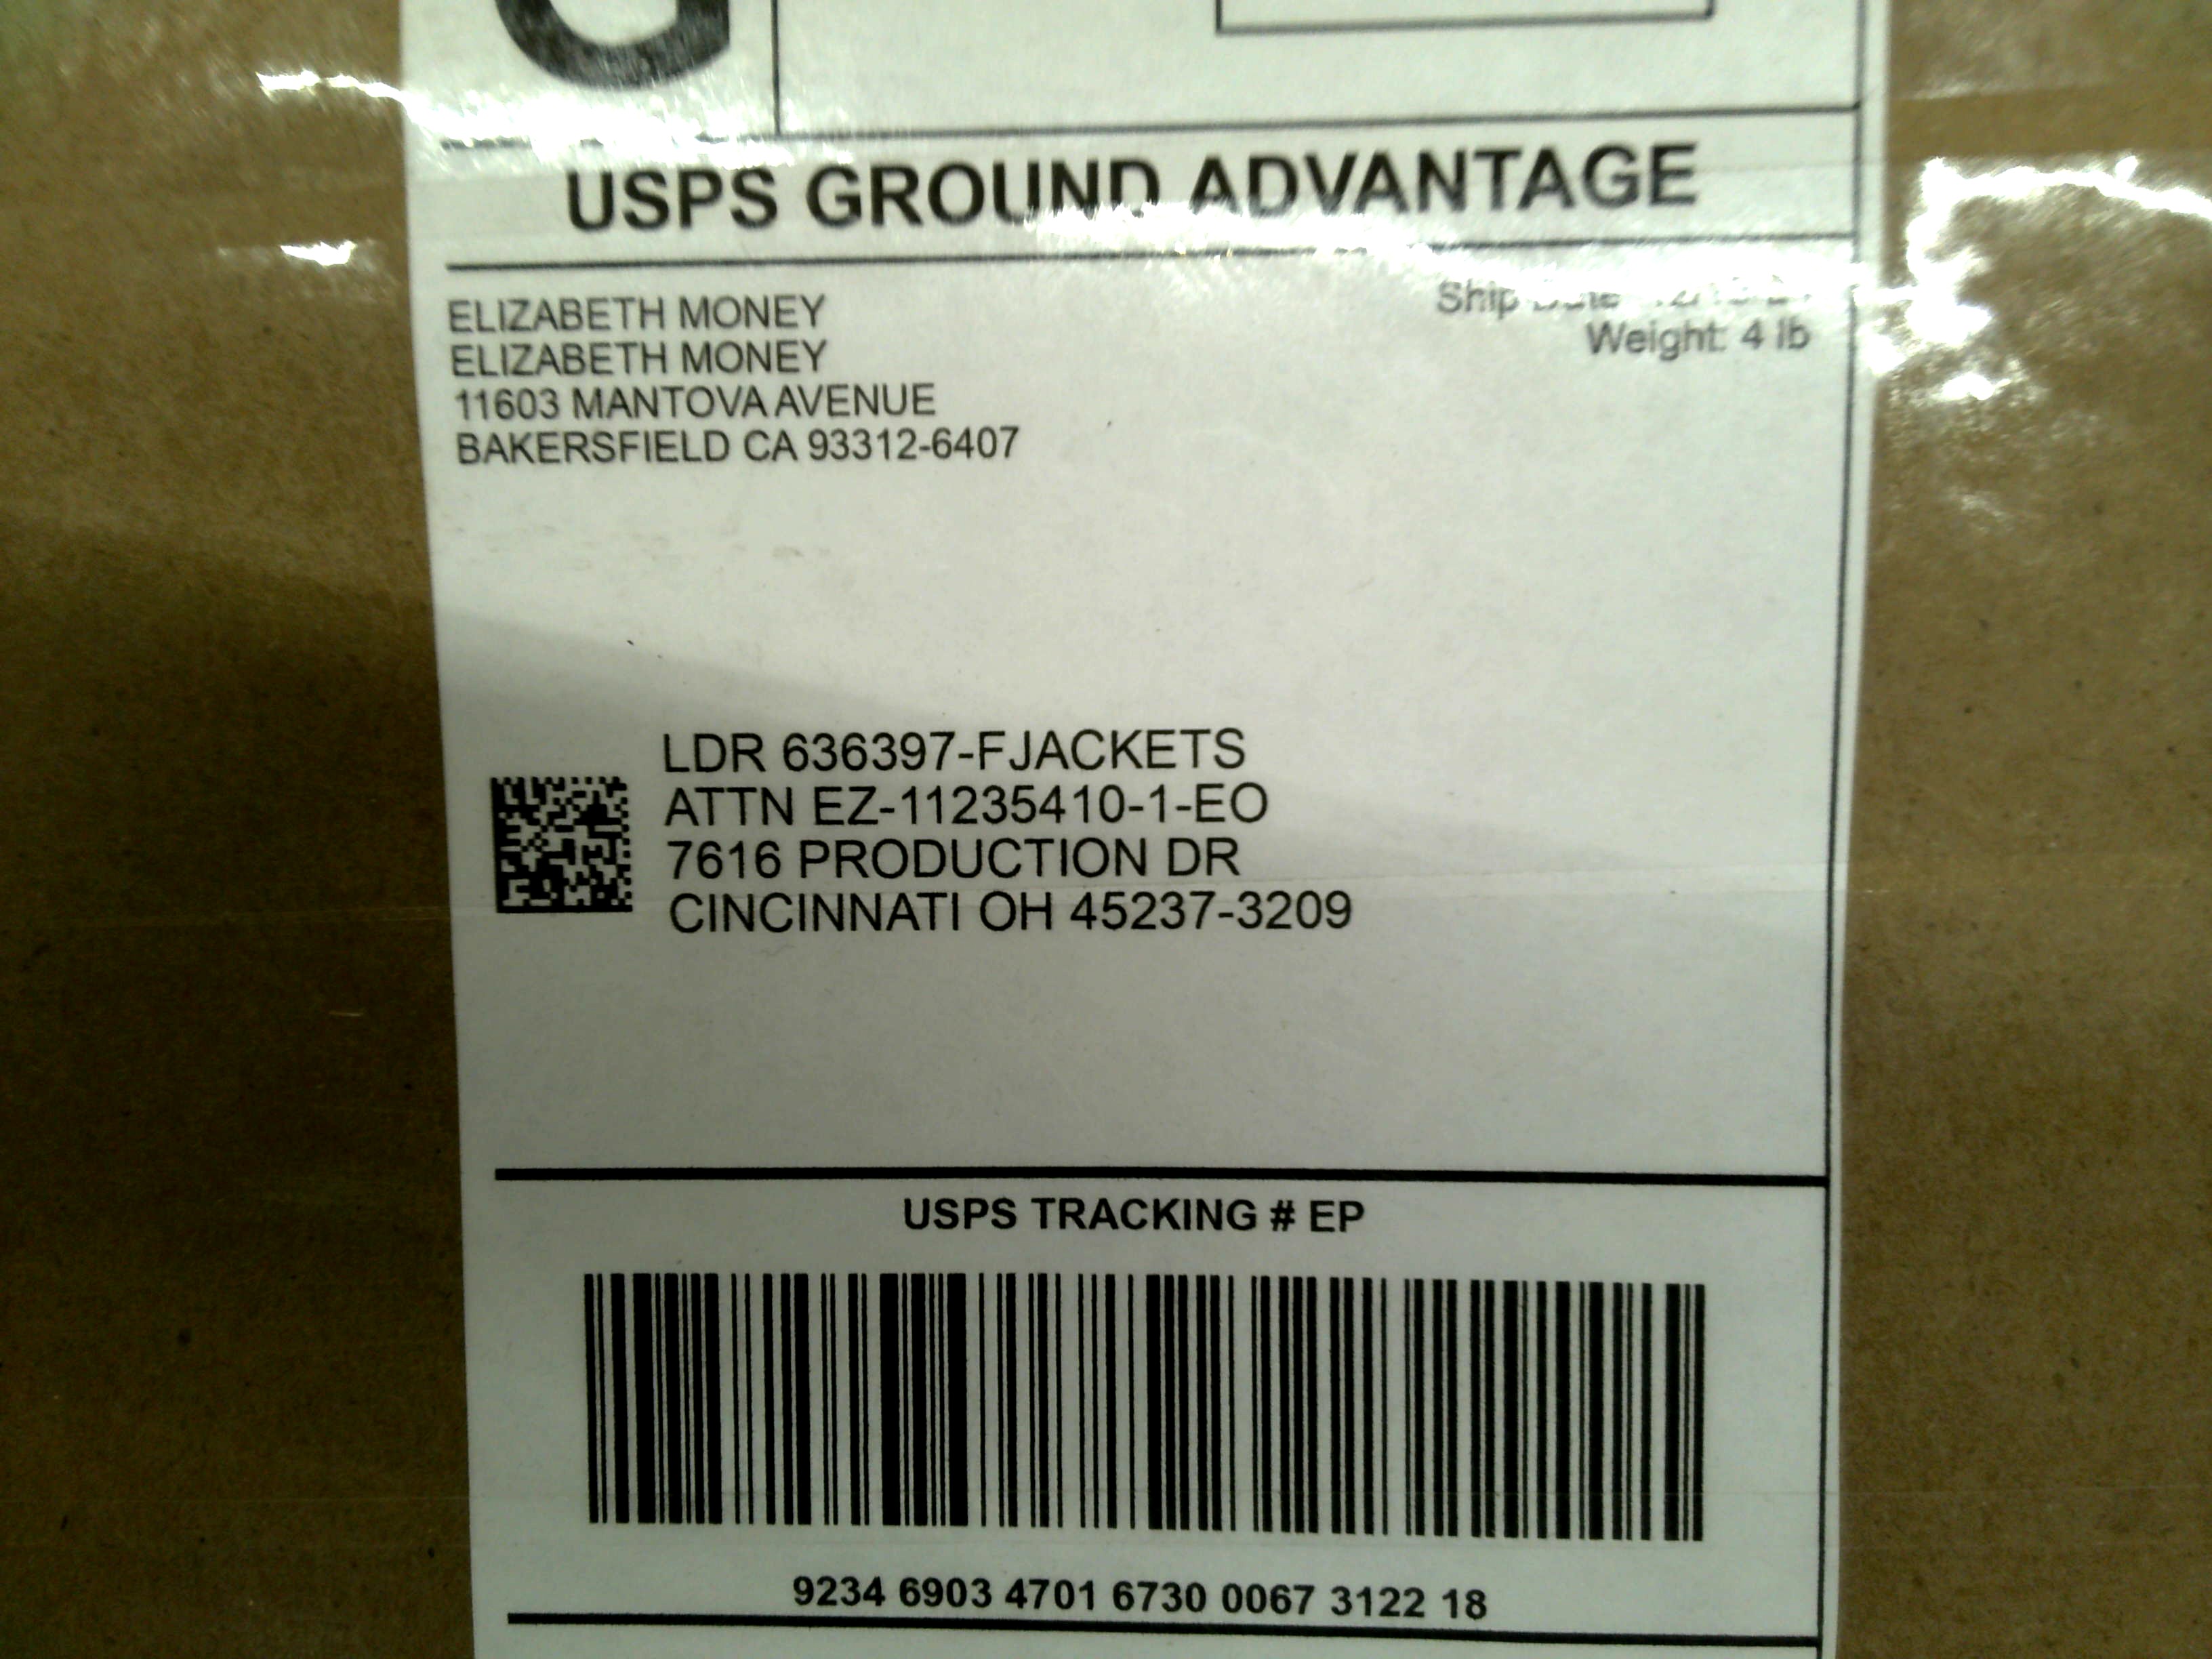 USPS GROUND ADVANTAGE
ELIZABETH MONEY
Ship
ELIZABETH MONEY
Weight: 4 lb
11603 MANTOVA AVENUE
BAKERSFIELD CA 93312-6407
LDR 636397-FJACKETS
ATTN EZ-11235410-1-EO
7616 PRODUCTION DR
CINCINNATI OH 45237-3209
USPS TRACKING # EP
9234 6903 4701 6730 0067 3122 18